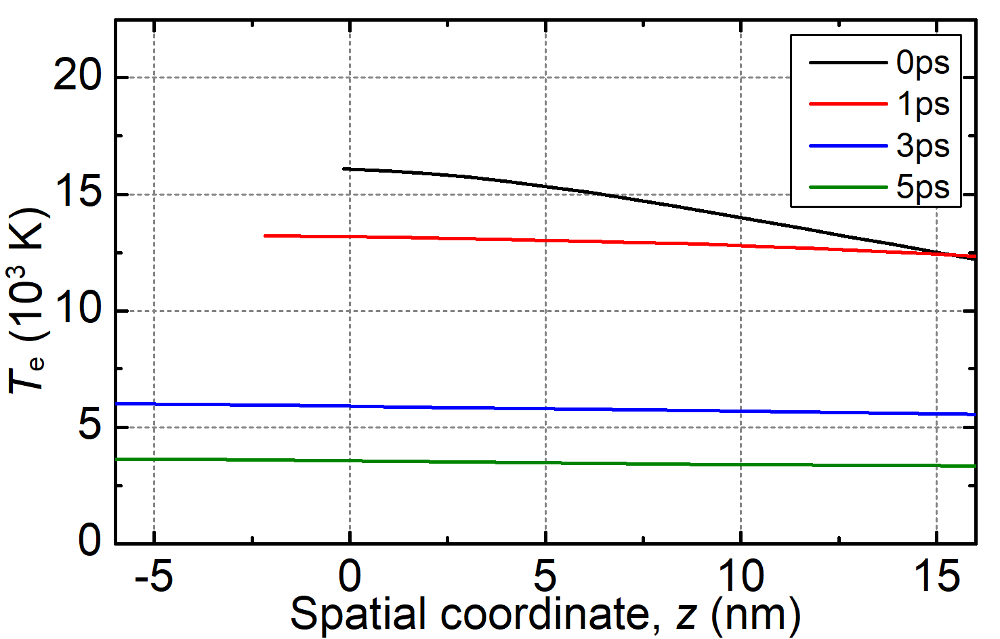 20
15
10
5
0
-5 0 5 10 15
Spatial coordinate, z (nm)
Te (10³ K)
0ps
1ps
3ps
5ps